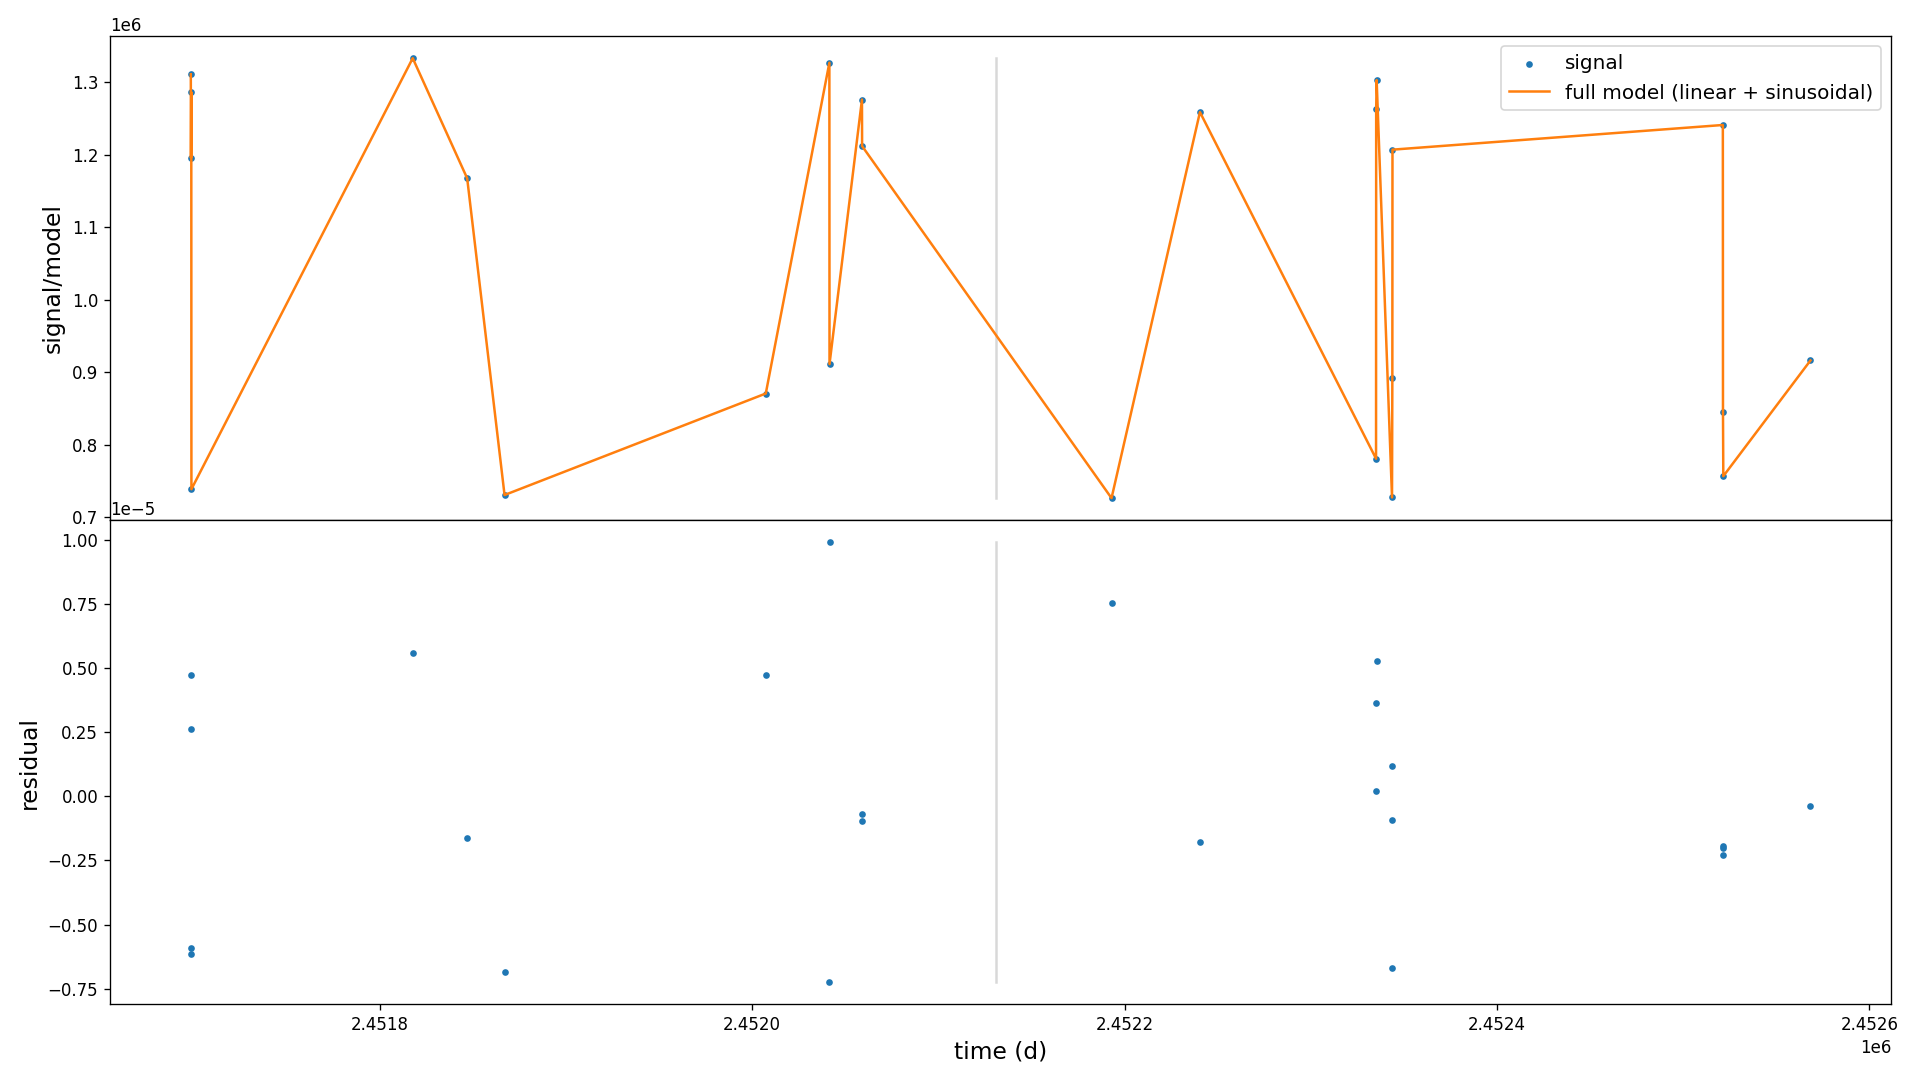 1e6
signal
full model (linear + sinusoidal)
1.3
1.2
1.1
1.0
0.9
0.8
0.7
signal/model
1e−5
1.00
0.75
0.50
0.25
0.00
−0.25
−0.50
−0.75
residual
2.4518
2.4520
2.4522
2.4524
2.4526
time (d)
1e6